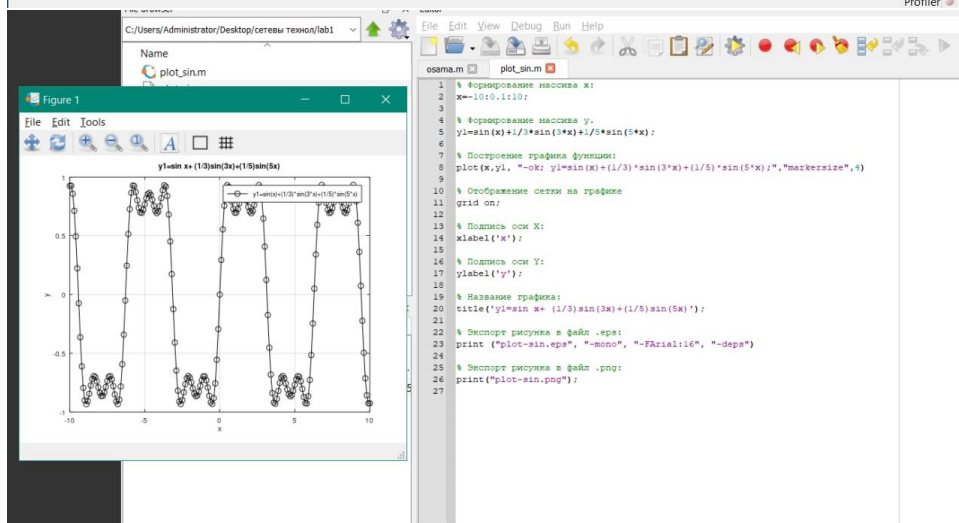 Profiler
C:/Users/Administrator/Desktop/сетевы технол/lab1
File Edit View Debug Run Help
Name
plot_sin.m
osama.m
plot_sin.m
Figure 1
File Edit Tools
y1=sin x+ (1/3)sin(3x)+(1/5)sin(5x)
y1=sin(x)+(1/3)*sin(3*x)+(1/5)*sin(5*x)
1
0.5
0
-0.5
-1
y
-10
-5
0
5
10
x
1 % Формирование массива x:
2 x=-10:0.1:10;
3
4 % Формирование массива y.
5 y1=sin(x)+1/3*sin(3*x)+1/5*sin(5*x);
6
7 % Построение графика функции:
8 plot(x,y1, "-ok; y1=sin(x)+(1/3)*sin(3*x)+(1/5)*sin(5*x);","markersize",4)
9
10 % Отображение сетки на графике
11 grid on;
12
13 % Подпись оси X:
14 xlabel('x');
15
16 % Подпись оси Y:
17 ylabel('y');
18
19 % Название графика:
20 title('y1=sin x+ (1/3)sin(3x)+(1/5)sin(5x)');
21
22 % Экспорт рисунка в файл .eps:
23 print ("plot-sin.eps", "-mono", "-FArial:16", "-deps")
24
25 % Экспорт рисунка в файл .png:
26 print("plot-sin.png");
27